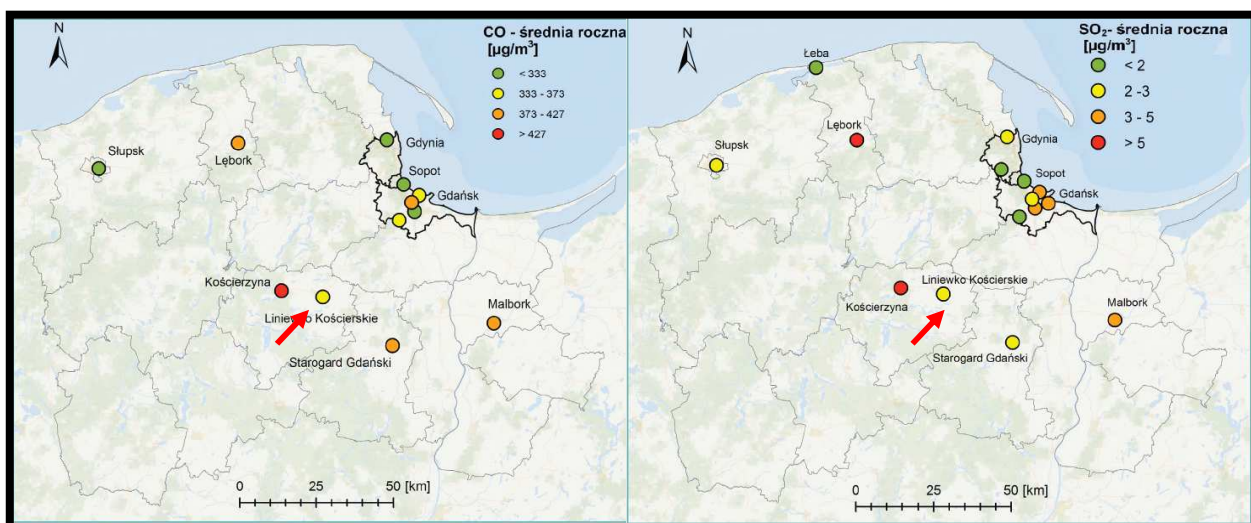 N
CO - średnia roczna
[µg/m³]
< 333
333 - 373
373 - 427
> 427
Gdynia
Słupsk
Lębork
Sopot
Gdańsk
Kościerzyna
Liniewko Kościerskie
Malbork
Starogard Gdański
0 25 50 [km]
N
SO₂- średnia roczna
[µg/m³]
< 2
2 -3
3 - 5
> 5
Łeba
Lębork
Gdynia
Słupsk
Sopot
Gdańsk
Liniewko Kościerskie
Kościerzyna
Malbork
Starogard Gdański
0 25 50 [km]